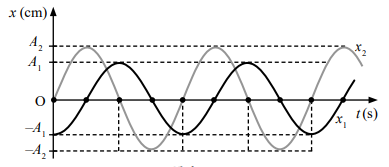 x (cm)
A₂
x₂
A₁
O
t (s)
−A₁
x₁
−A₂